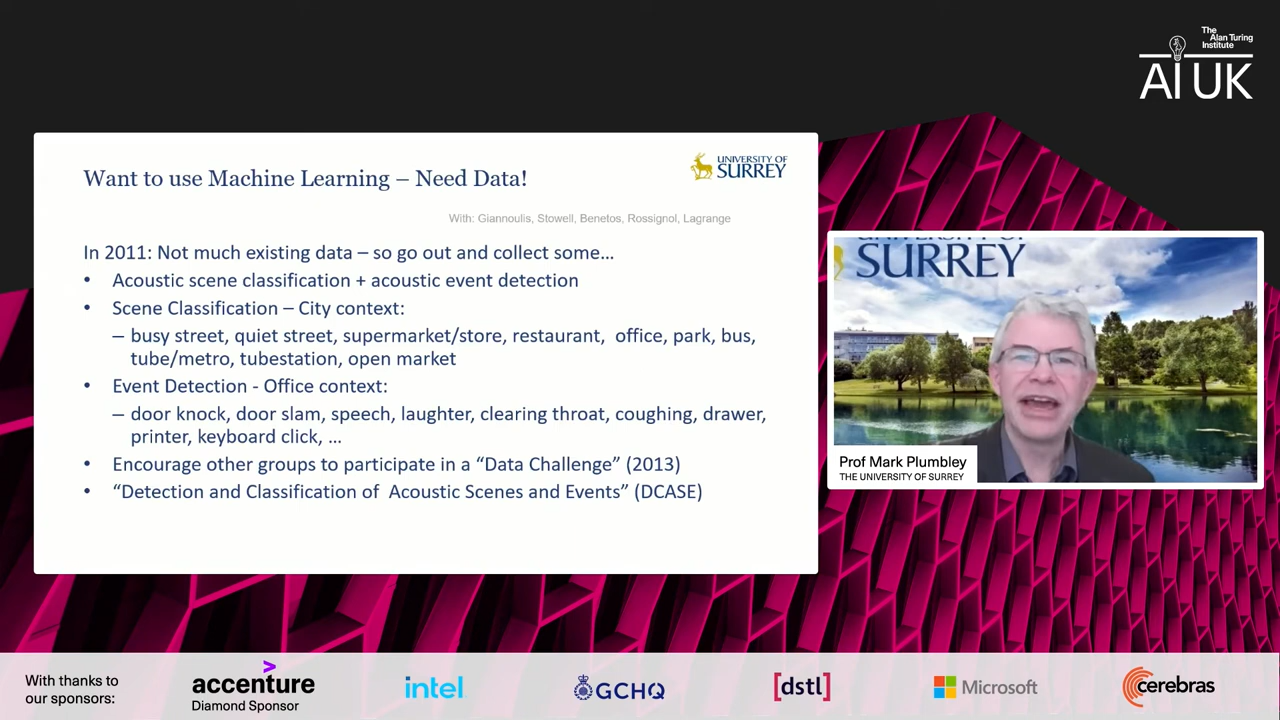 The
Alan Turing
Institute
AI UK
UNIVERSITY OF
SURREY
Want to use Machine Learning – Need Data!
With: Giannoulis, Stowell, Benetos, Rossignol, Lagrange
In 2011: Not much existing data – so go out and collect some…
• Acoustic scene classification + acoustic event detection
• Scene Classification – City context:
– busy street, quiet street, supermarket/store, restaurant, office, park, bus,
tube/metro, tubestation, open market
• Event Detection - Office context:
– door knock, door slam, speech, laughter, clearing throat, coughing, drawer,
printer, keyboard click, …
• Encourage other groups to participate in a “Data Challenge” (2013)
• “Detection and Classification of Acoustic Scenes and Events” (DCASE)
UNIVERSITY OF
SURREY
Prof Mark Plumbley
THE UNIVERSITY OF SURREY
With thanks to
our sponsors:
accenture
Diamond Sponsor
intel
GCHQ
[dstl]
Microsoft
cerebras